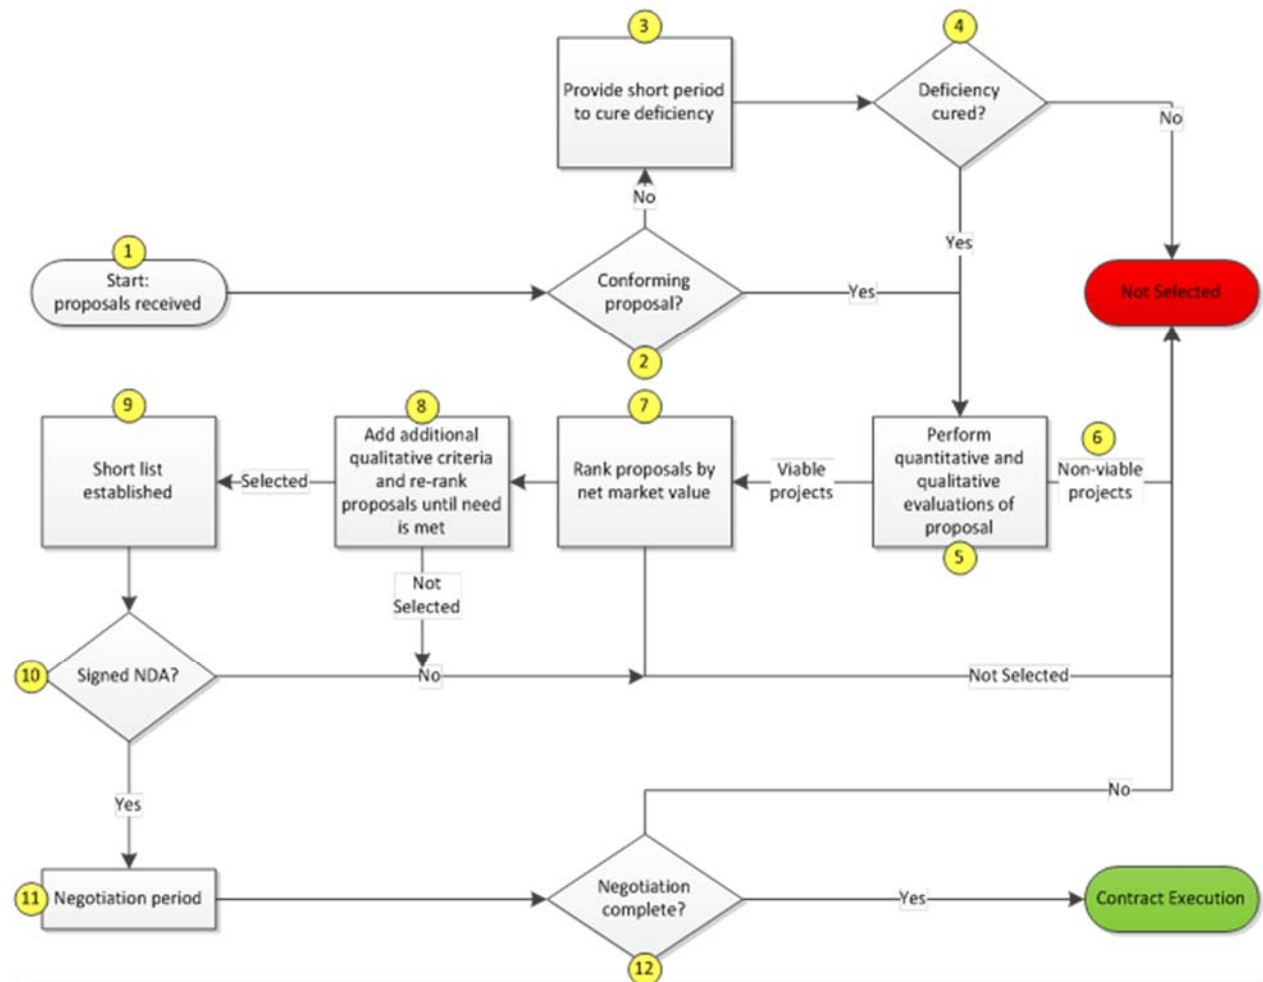 3
4
Provide short period
to cure deficiency
Deficiency
cured?
No
No
1
Start:
proposals received
Conforming
proposal?
Yes
Yes
Not Selected
2
9
8
7
6
Short list
established
Selected
Add additional
qualitative criteria
and re-rank
proposals until need
is met
Rank proposals by
net market value
Viable
projects
Perform
quantitative and
qualitative
evaluations of
proposal
Non-viable
projects
5
Not
Selected
10
Signed NDA?
No
Not Selected
Yes
No
11
Negotiation period
Negotiation
complete?
Yes
Contract Execution
12